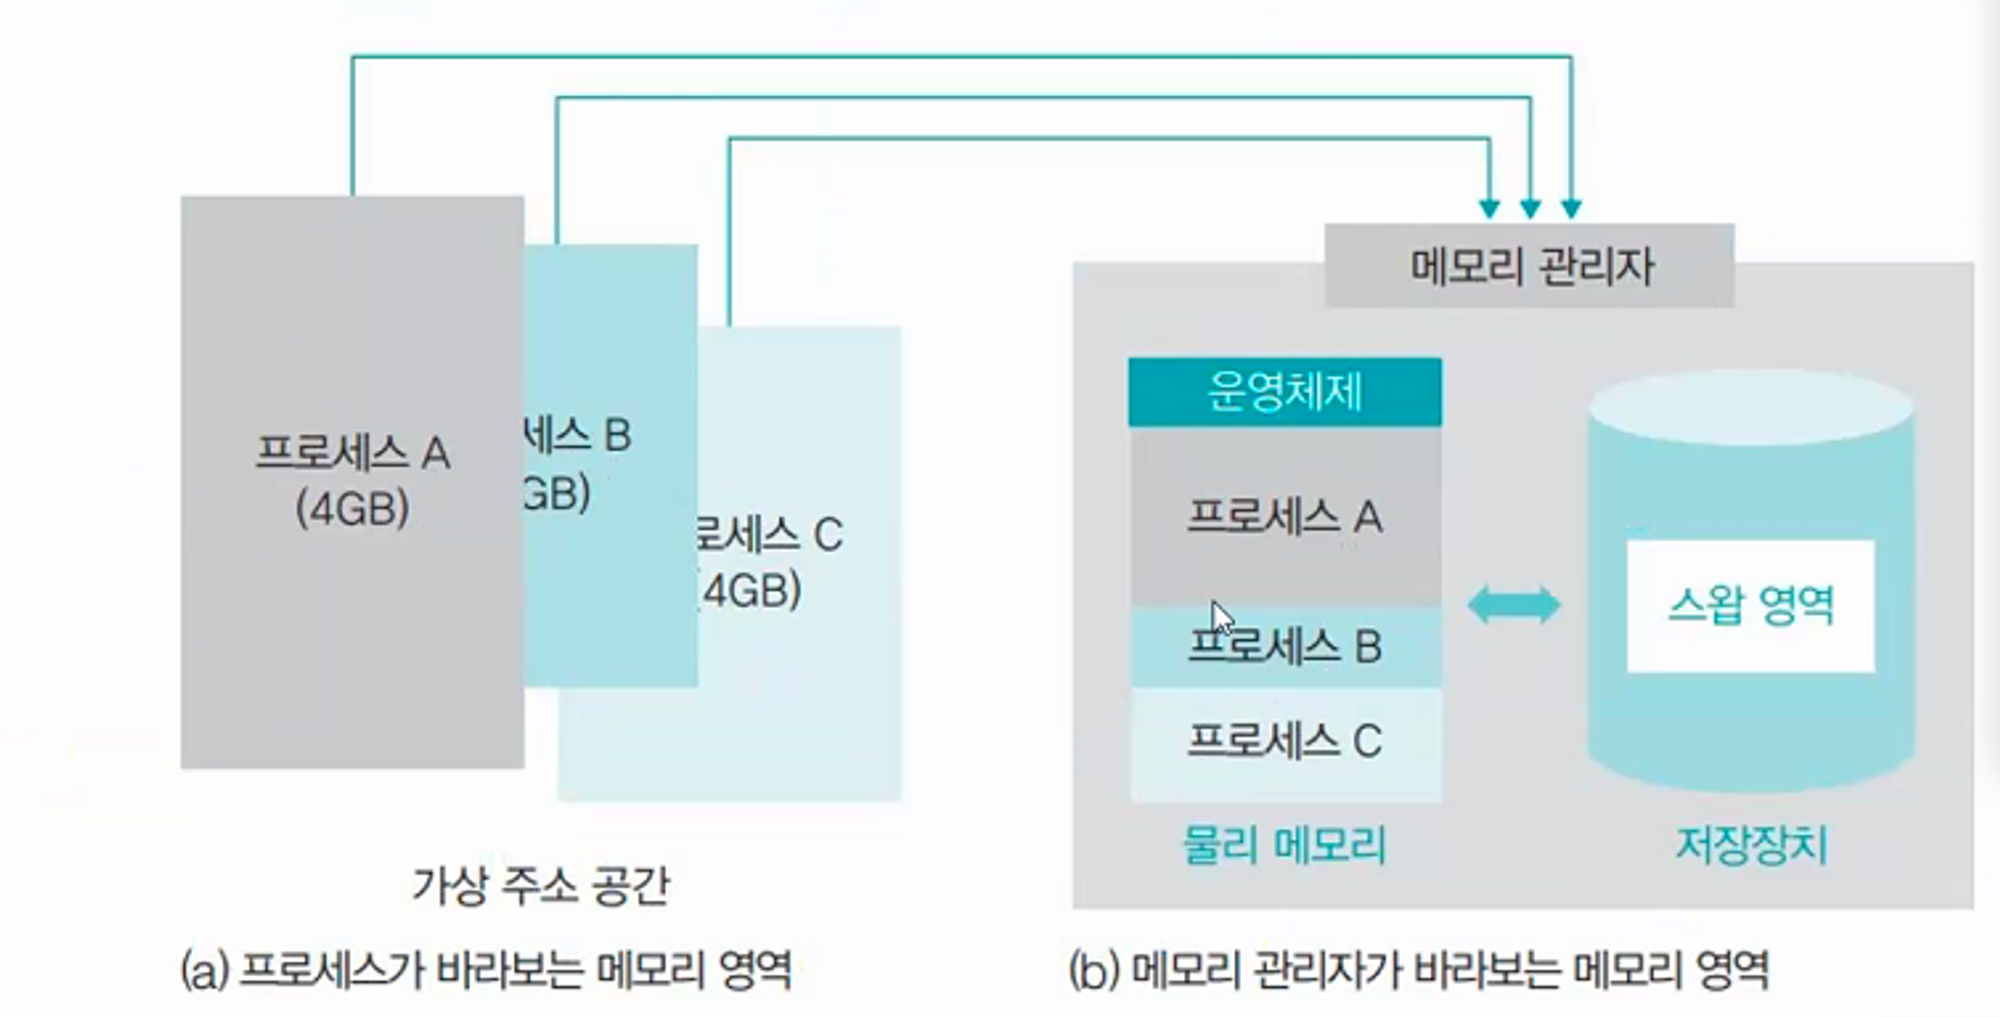 프로세스 A
(4GB)
세스 B
GB)
로세스 C
(4GB)
가상 주소 공간
(a) 프로세스가 바라보는 메모리 영역
메모리 관리자
운영체제
프로세스 A
프로세스 B
프로세스 C
물리 메모리
스왑 영역
저장장치
(b) 메모리 관리자가 바라보는 메모리 영역